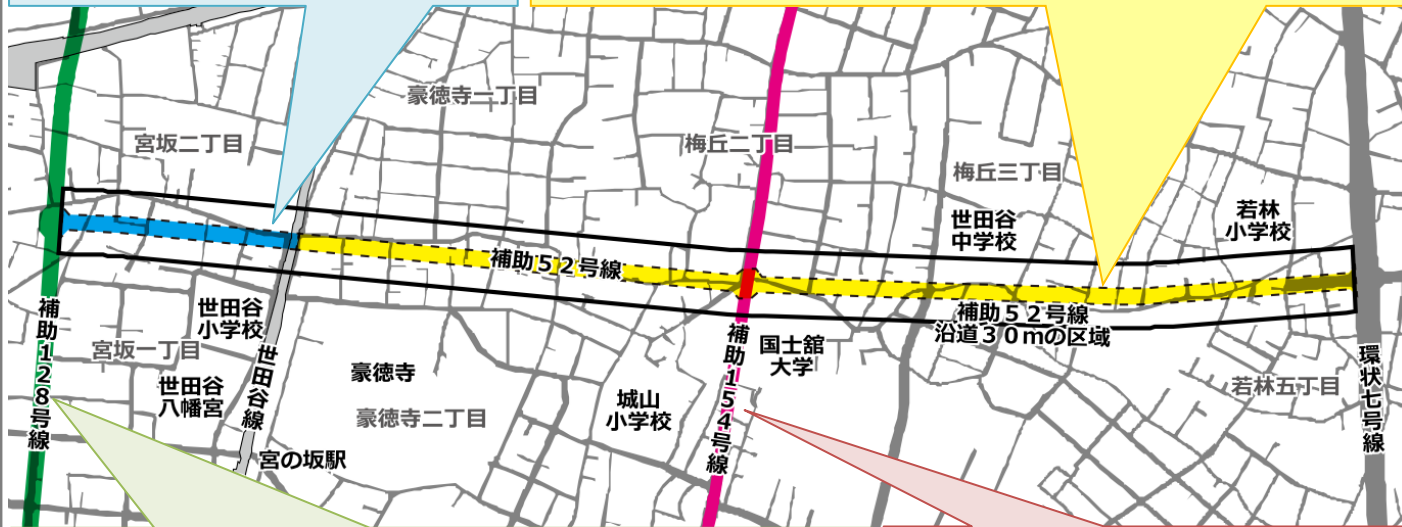 豪徳寺一丁目
宮坂二丁目
梅丘二丁目
梅丘三丁目
世田谷
中学校
若林
小学校
補助５２号線
補助５２号線
沿道３０ｍの区域
補助１２８号線
世田谷
小学校
宮坂一丁目
世田谷
八幡宮
世田谷線
豪徳寺
豪徳寺二丁目
宮の坂駅
城山
小学校
補助１５４号線
国士舘
大学
若林五丁目
環状七号線